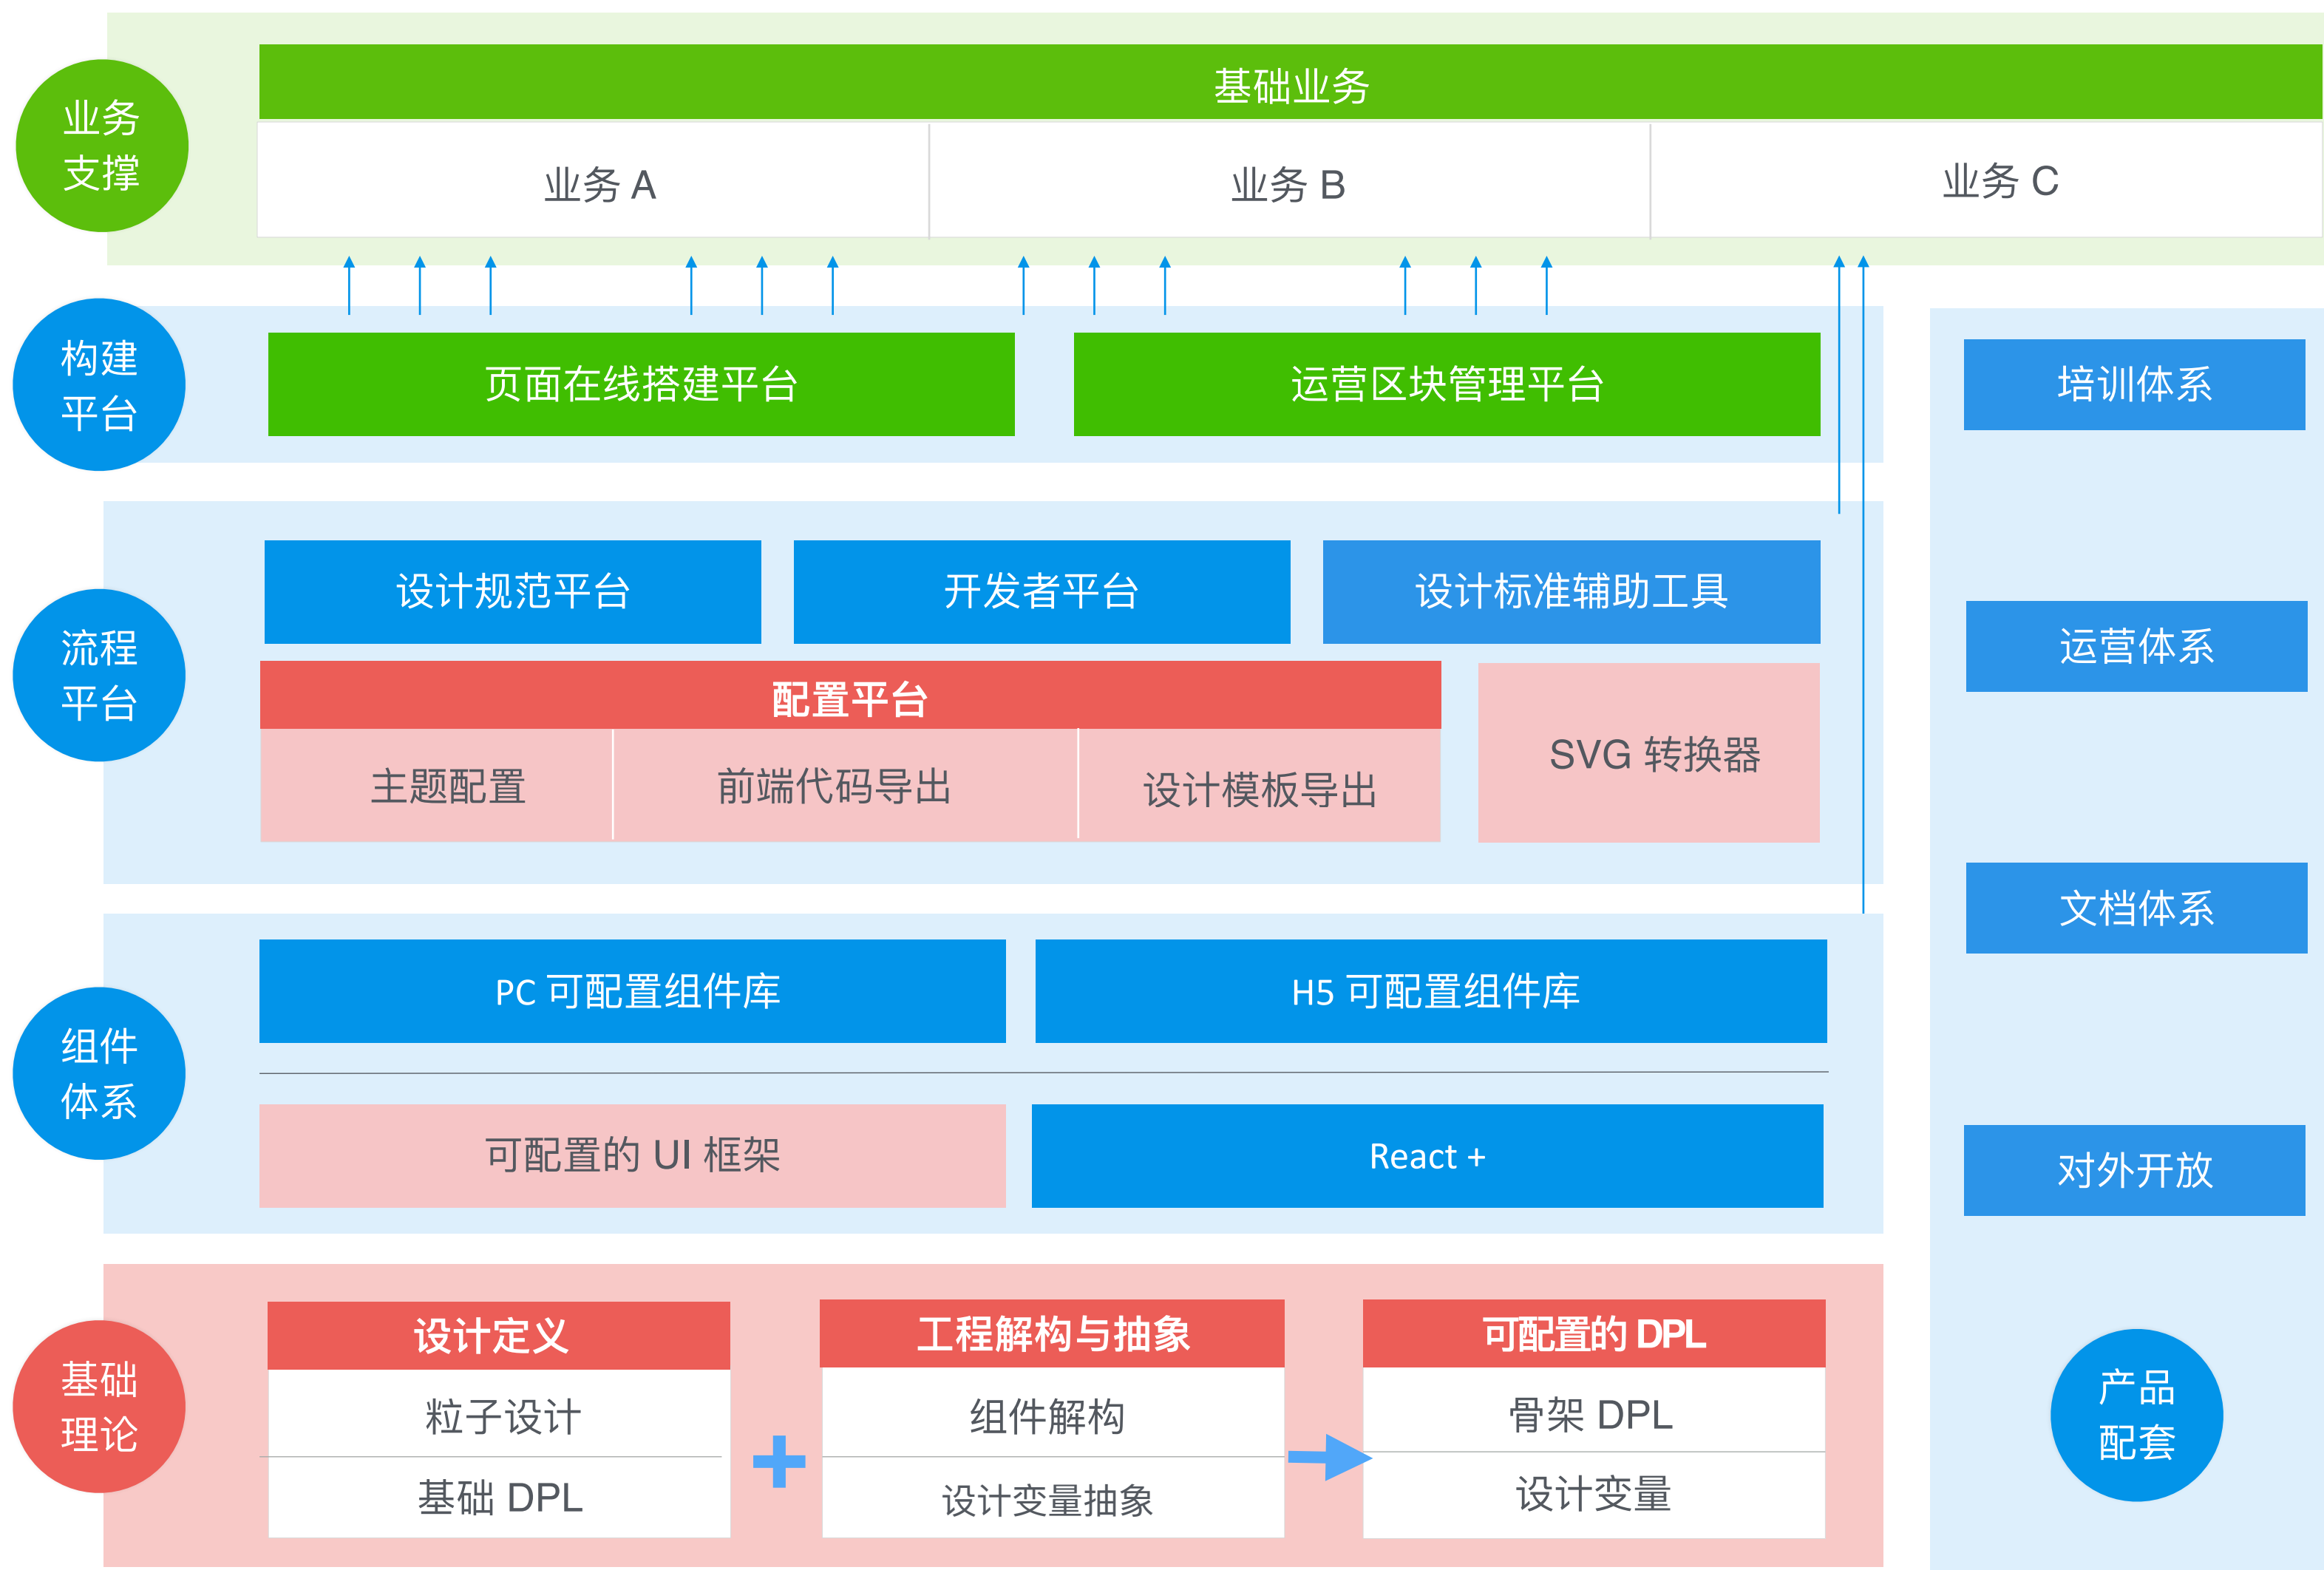 业务
支撑
基础业务
业务 A
业务 B
业务 C
构建
平台
页面在线搭建平台
运营区块管理平台
流程
平台
设计规范平台
开发者平台
设计标准辅助工具
配置平台
主题配置
前端代码导出
设计模板导出
SVG 转换器
组件
体系
PC 可配置组件库
H5 可配置组件库
可配置的 UI 框架
React +
基础
理论
设计定义
粒子设计
基础 DPL
工程解构与抽象
组件解构
设计变量抽象
可配置的 DPL
骨架 DPL
设计变量
培训体系
运营体系
文档体系
对外开放
产品
配套